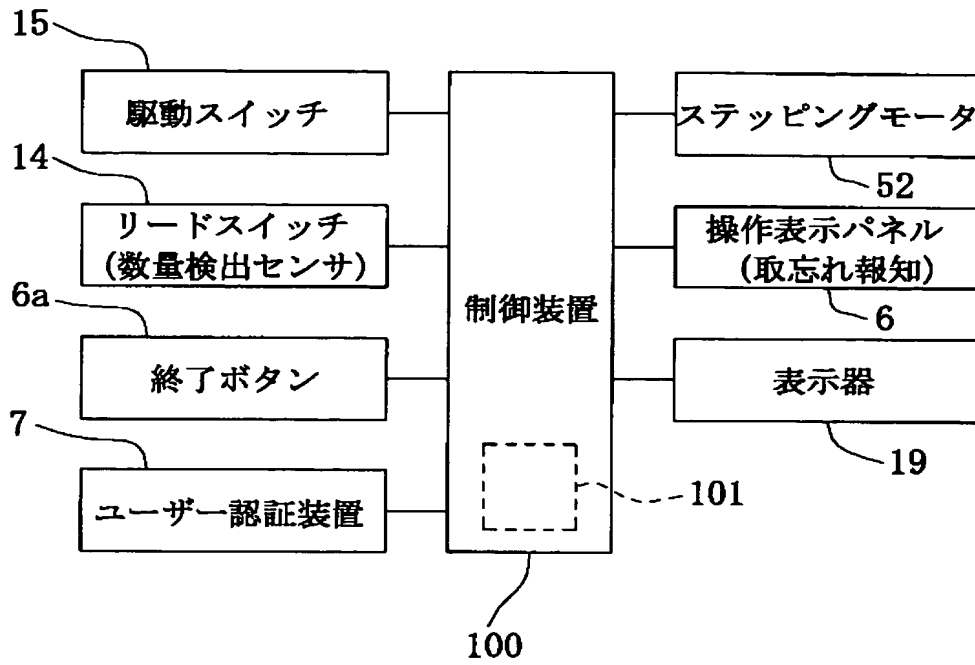 15
駆動スイッチ
14
リードスイッチ
(数量検出センサ)
6a
終了ボタン
7
ユーザー認証装置
制御装置
101
100
ステッピングモータ
52
操作表示パネル
(取忘れ報知)
6
表示器
19